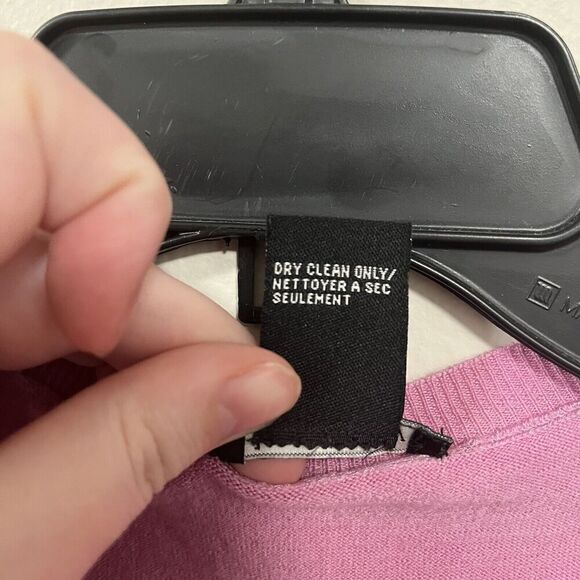 DRY CLEAN ONLY/
NETTOYER A SEC
SEULEMENT